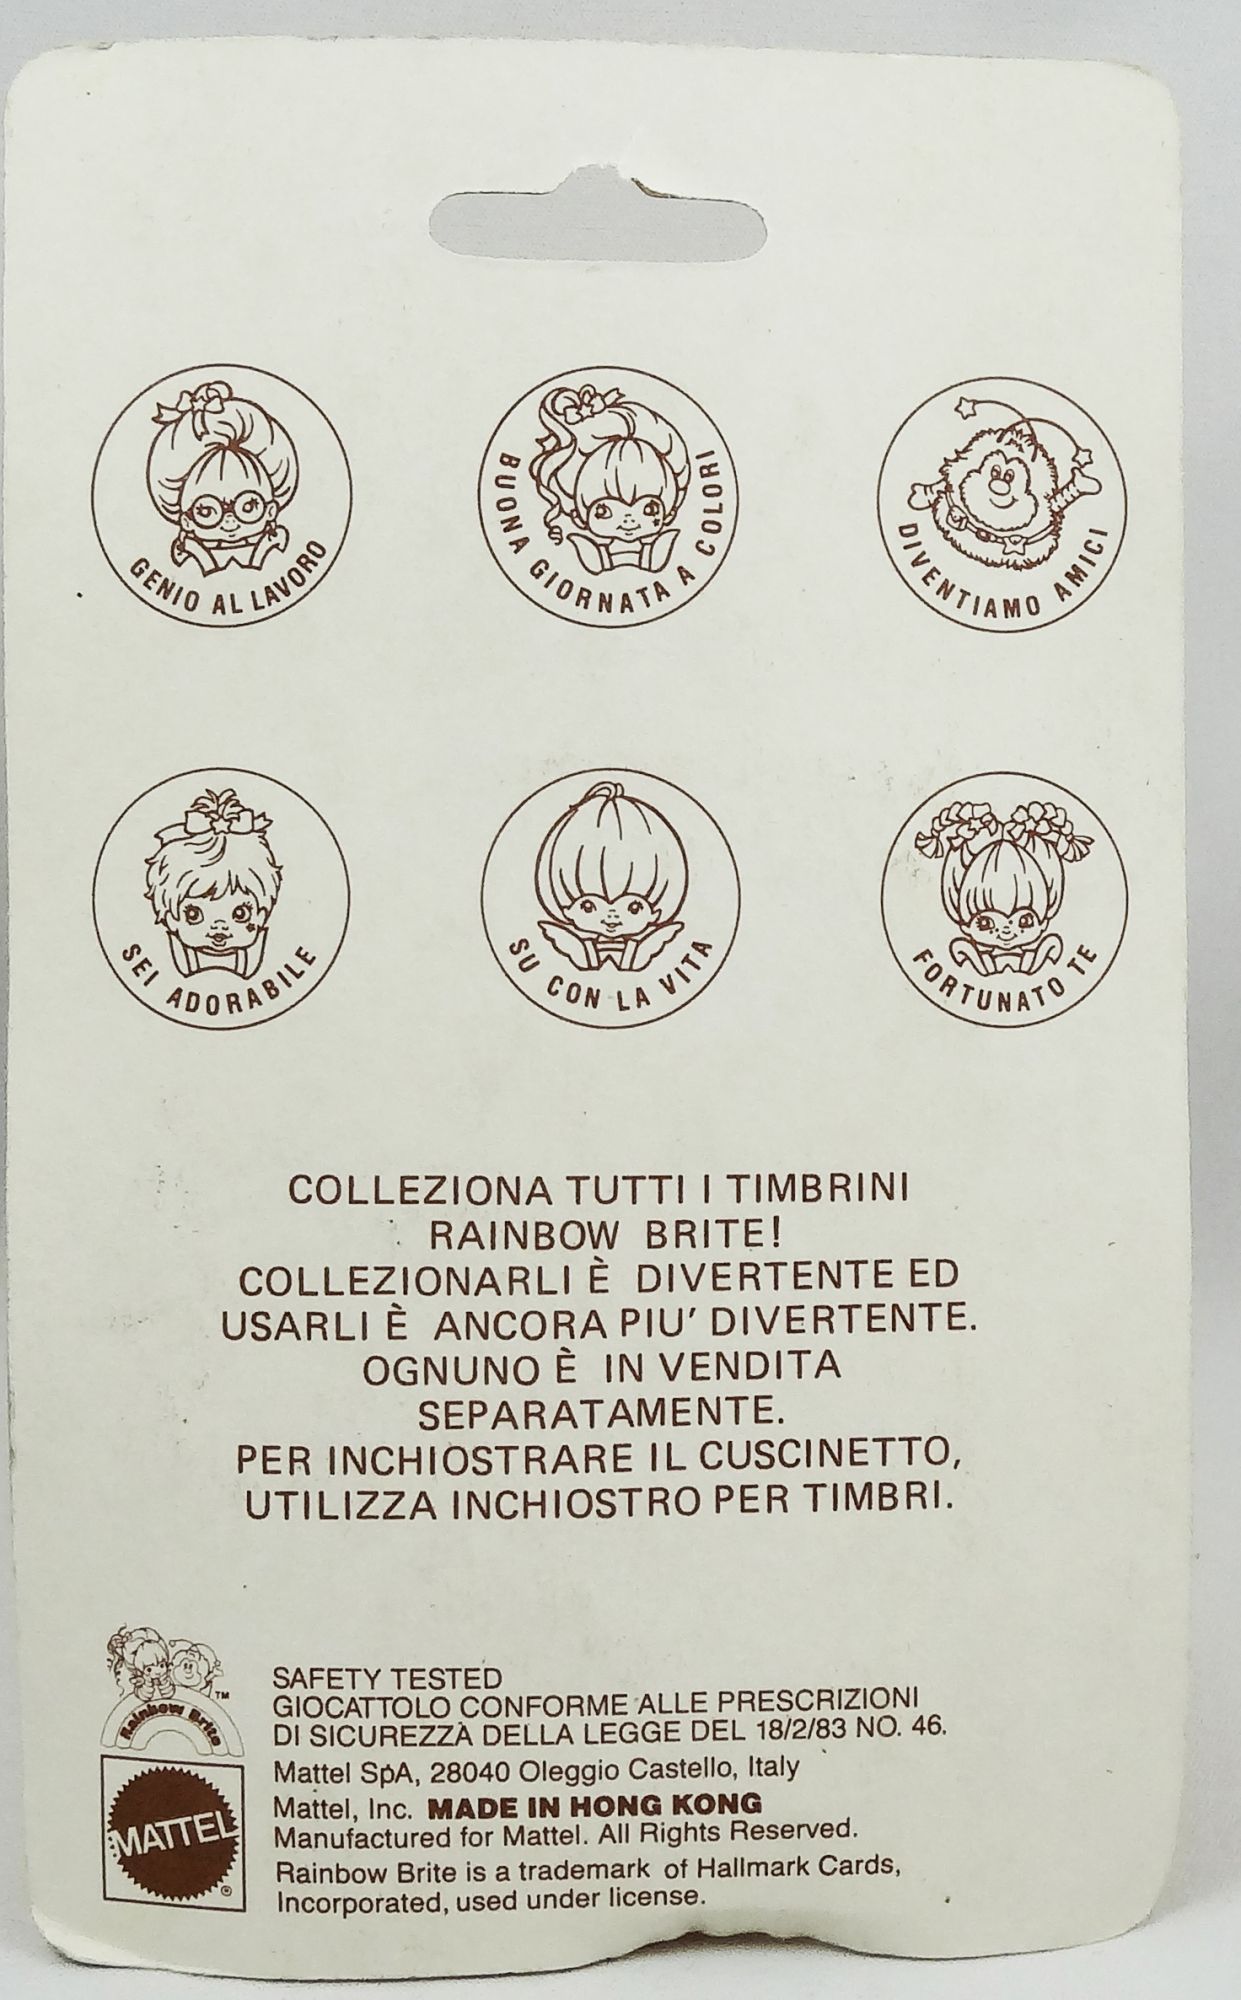 GENIO AL LAVORO
BUONA GIORNATA A COLORI
DIVENTIAMO AMICI
SEI ADORABILE
SU CON LA VITA
FORTUNATO TE
COLLEZIONA TUTTI I TIMBRINI
RAINBOW BRITE!
COLLEZIONARLI È DIVERTENTE ED
USARLI È ANCORA PIU' DIVERTENTE.
OGNUNO È IN VENDITA
SEPARATAMENTE.
PER INCHIOSTRARE IL CUSCINETTO,
UTILIZZA INCHIOSTRO PER TIMBRI.
TM
Rainbow Brite
MATTEL
®
SAFETY TESTED
GIOCATTOLO CONFORME ALLE PRESCRIZIONI
DI SICUREZZA DELLA LEGGE DEL 18/2/83 NO. 46.
Mattel SpA, 28040 Oleggio Castello, Italy
Mattel, Inc. MADE IN HONG KONG
Manufactured for Mattel. All Rights Reserved.
Rainbow Brite is a trademark of Hallmark Cards,
Incorporated, used under license.